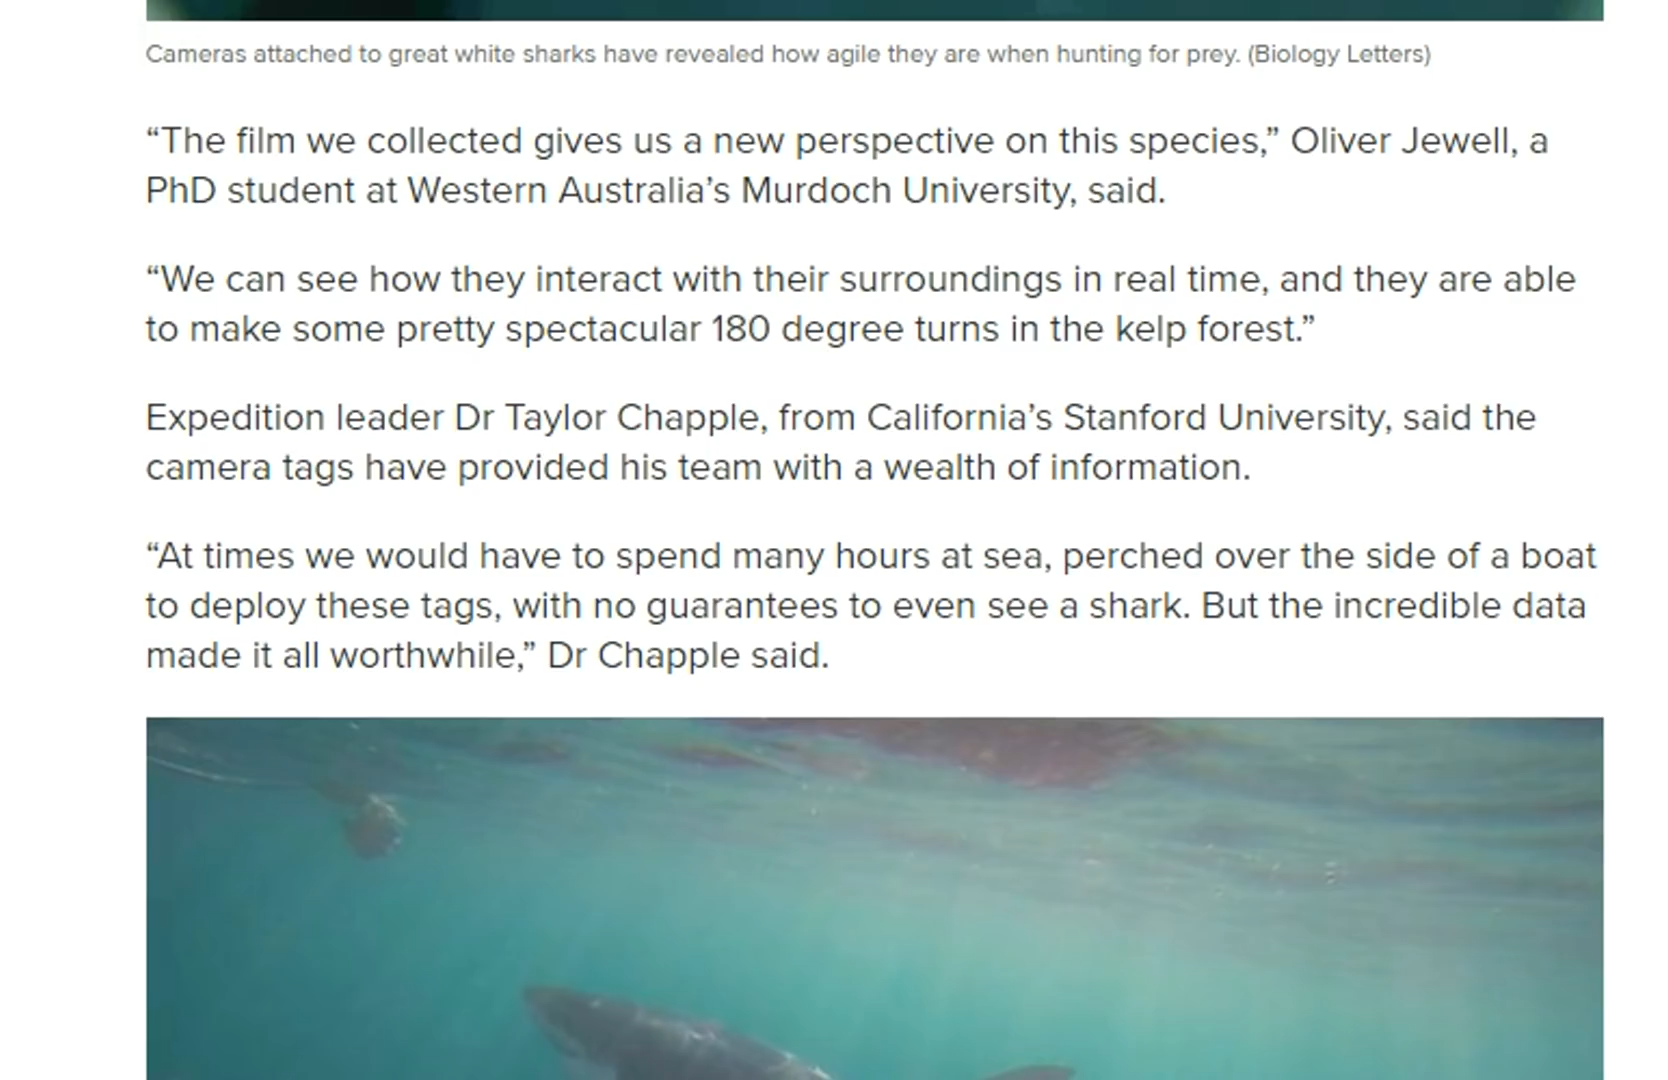 Cameras attached to great white sharks have revealed how agile they are when hunting for prey. (Biology Letters)
“The film we collected gives us a new perspective on this species,” Oliver Jewell, a
PhD student at Western Australia’s Murdoch University, said.
“We can see how they interact with their surroundings in real time, and they are able
to make some pretty spectacular 180 degree turns in the kelp forest.”
Expedition leader Dr Taylor Chapple, from California’s Stanford University, said the
camera tags have provided his team with a wealth of information.
“At times we would have to spend many hours at sea, perched over the side of a boat
to deploy these tags, with no guarantees to even see a shark. But the incredible data
made it all worthwhile,” Dr Chapple said.